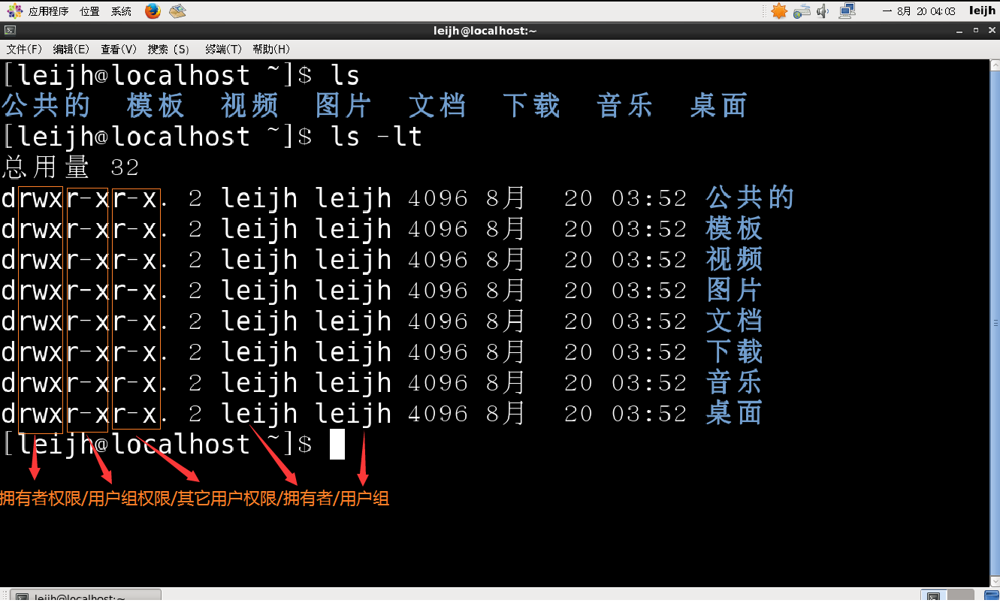 应用程序 位置 系统 一 8月 20 04:03 leijh
leijh@localhost:~
文件(F) 编辑(E) 查看(V) 搜索 (S) 终端(T) 帮助(H)
[leijh@localhost ~]$ ls
公共的 模板 视频 图片 文档 下载 音乐 桌面
[leijh@localhost ~]$ ls -lt
总用量 32
drwxr-xr-x. 2 leijh leijh 4096 8月 20 03:52 公共的
drwxr-xr-x. 2 leijh leijh 4096 8月 20 03:52 模板
drwxr-xr-x. 2 leijh leijh 4096 8月 20 03:52 视频
drwxr-xr-x. 2 leijh leijh 4096 8月 20 03:52 图片
drwxr-xr-x. 2 leijh leijh 4096 8月 20 03:52 文档
drwxr-xr-x. 2 leijh leijh 4096 8月 20 03:52 下载
drwxr-xr-x. 2 leijh leijh 4096 8月 20 03:52 音乐
drwxr-xr-x. 2 leijh leijh 4096 8月 20 03:52 桌面
[leijh@localhost ~]$
拥有者权限/用户组权限/其它用户权限/拥有者/用户组
leijh@localhost:~